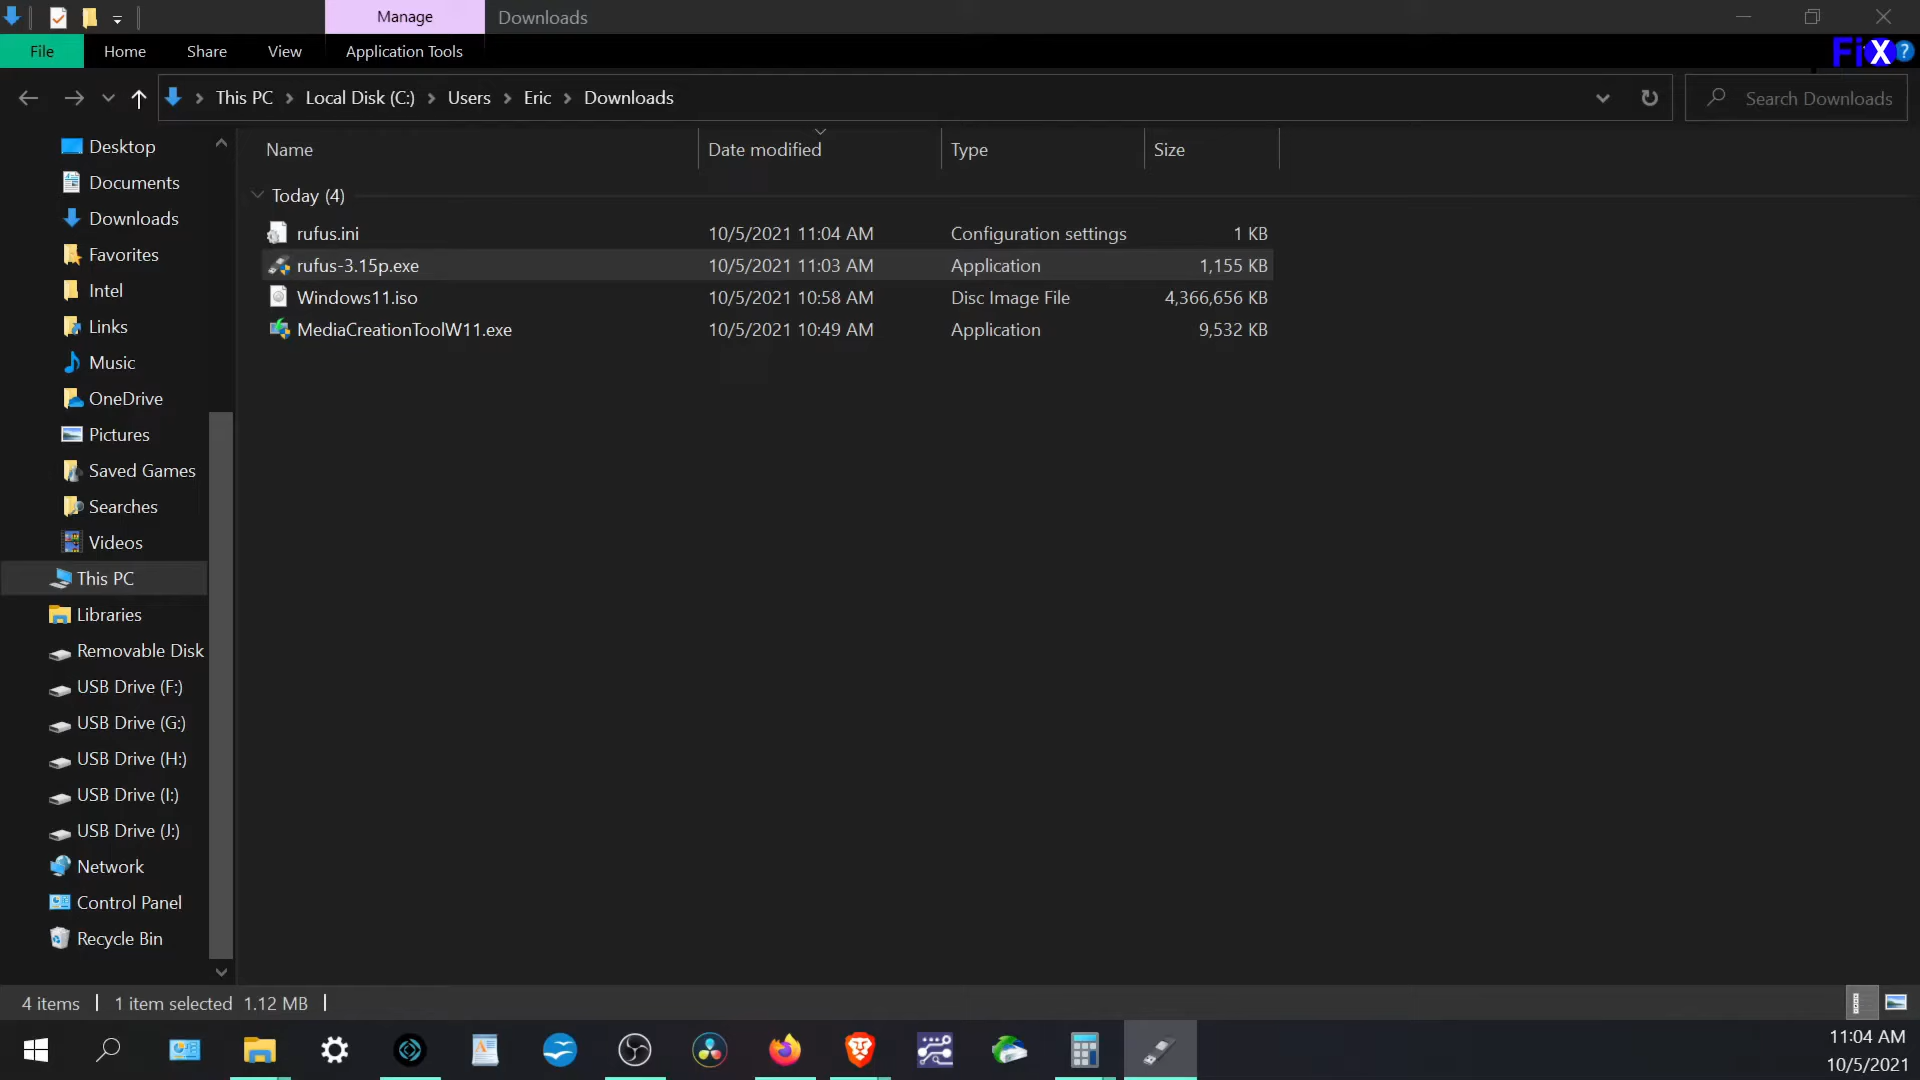 Manage
Downloads
File
Home
Share
View
Application Tools
FiX
?
This PC
Local Disk (C:)
Users
Eric
Downloads
Search Downloads
Desktop
Documents
Downloads
Favorites
Intel
Links
Music
OneDrive
Pictures
Saved Games
Searches
Videos
This PC
Libraries
Removable Disk
USB Drive (F:)
USB Drive (G:)
USB Drive (H:)
USB Drive (I:)
USB Drive (J:)
Network
Control Panel
Recycle Bin
Name Date modified Type Size
Today (4)
rufus.ini 10/5/2021 11:04 AM Configuration settings 1 KB
rufus-3.15p.exe 10/5/2021 11:03 AM Application 1,155 KB
Windows11.iso 10/5/2021 10:58 AM Disc Image File 4,366,656 KB
MediaCreationToolW11.exe 10/5/2021 10:49 AM Application 9,532 KB
4 items 1 item selected 1.12 MB
11:04 AM
10/5/2021